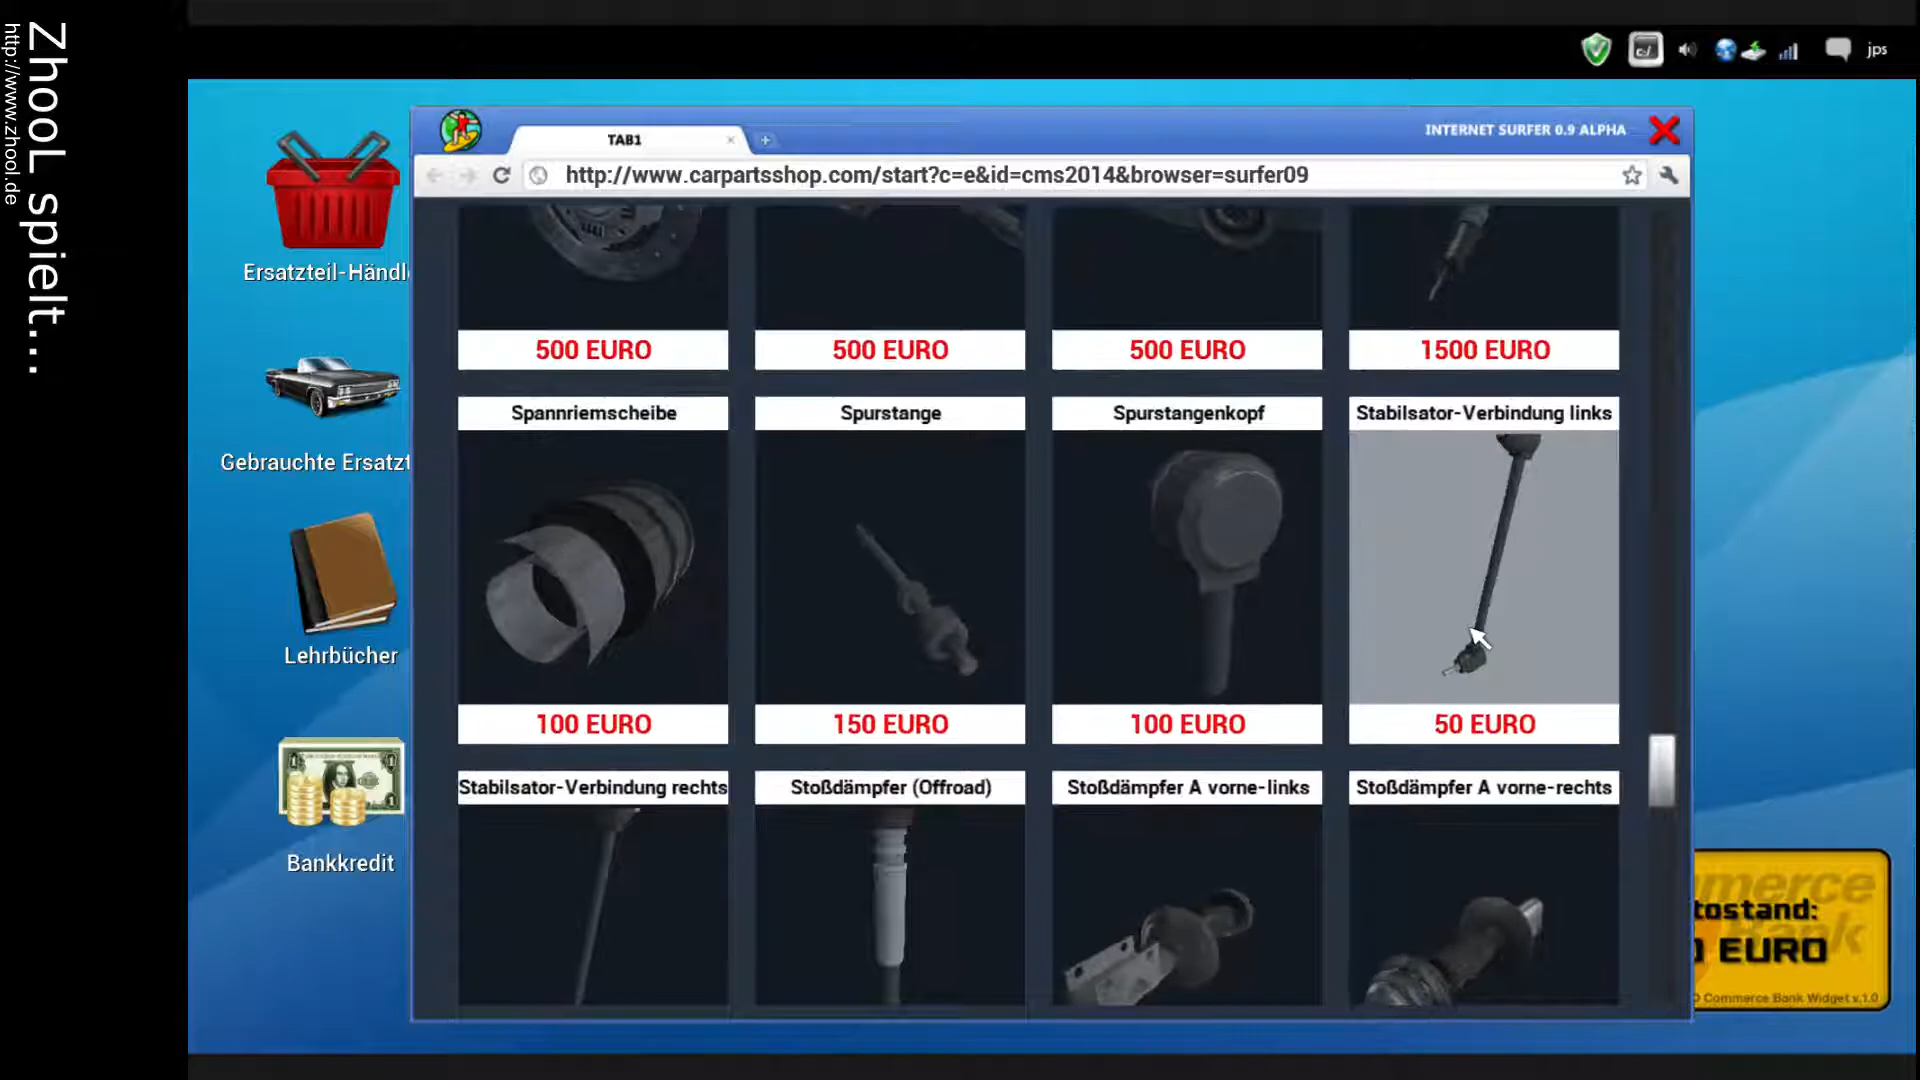 ZhooL spielt...
http://www.zhool.de
jps
TAB1
INTERNET SURFER 0.9 ALPHA
http://www.carpartsshop.com/start?c=e&id=cms2014&browser=surfer09
Ersatzteil-Händl
Gebrauchte Ersatzt
Lehrbücher
Bankkredit
500 EURO
500 EURO
500 EURO
1500 EURO
Spannriemscheibe
Spurstange
Spurstangenkopf
Stabilsator-Verbindung links
100 EURO
150 EURO
100 EURO
50 EURO
Stabilsator-Verbindung rechts
Stoßdämpfer (Offroad)
Stoßdämpfer A vorne-links
Stoßdämpfer A vorne-rechts
merce
Bank
tostand:
EURO
Commerce Bank Widget v.1.0